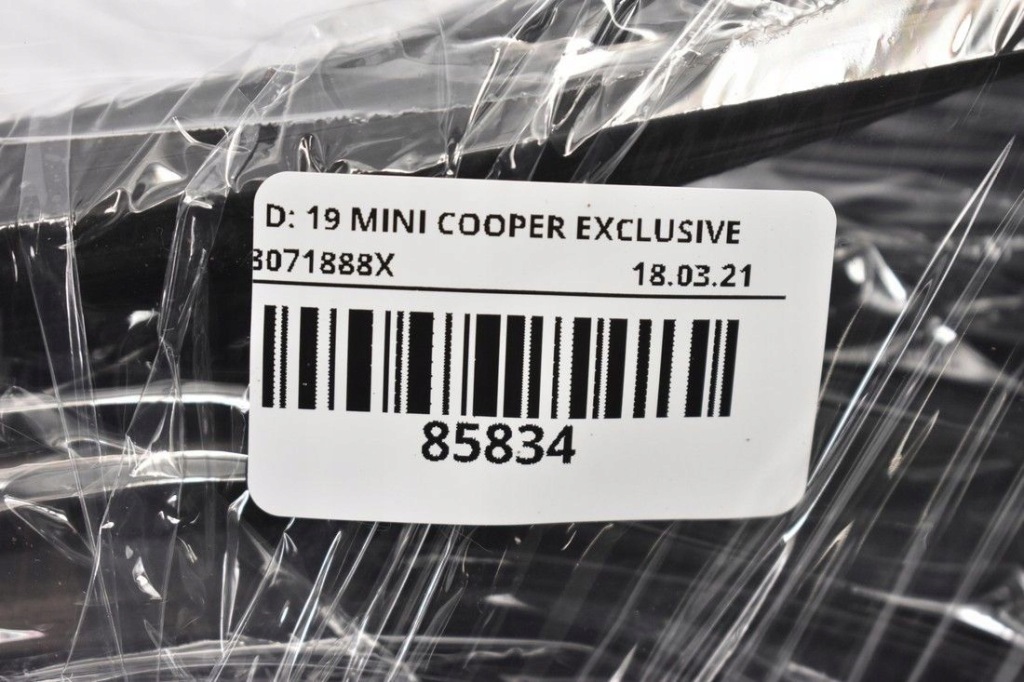 D: 19 MINI COOPER EXCLUSIVE
3071888X 18.03.21
85834